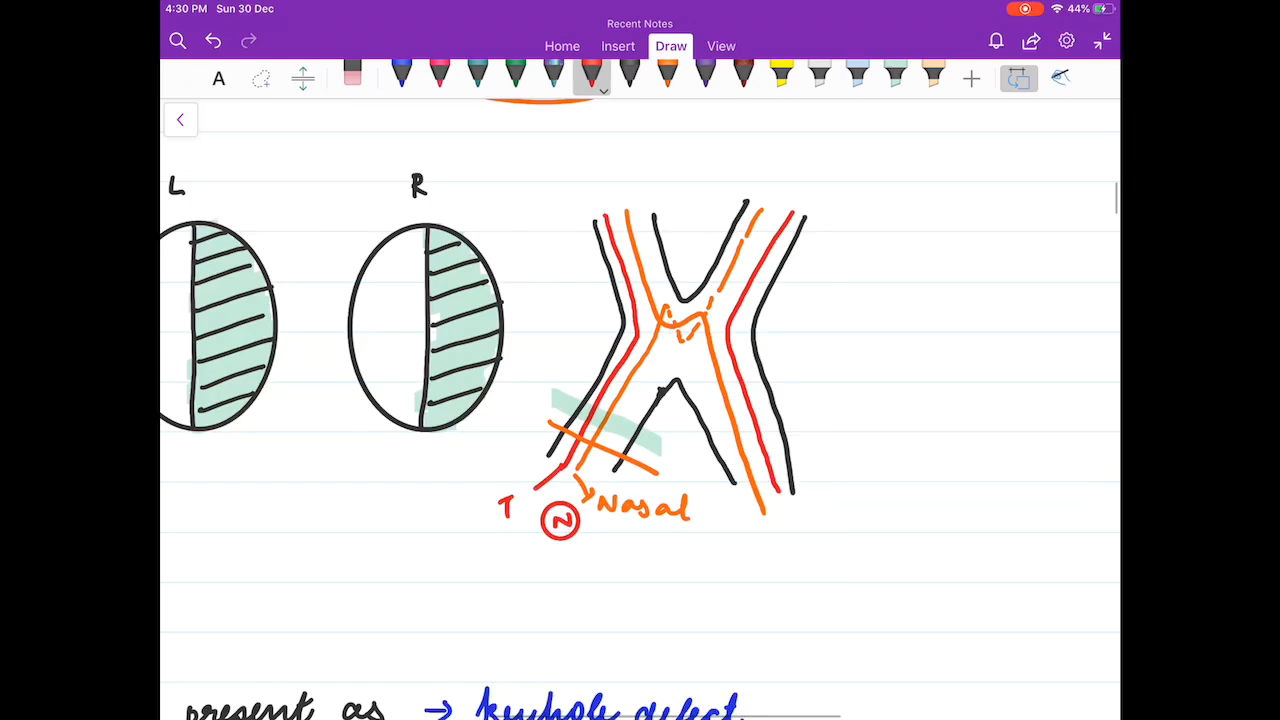 4:30 PM Sun 30 Dec
44%
Recent Notes
Home Insert Draw View
A
L R
T N Nasal
present as → keyhole defect.